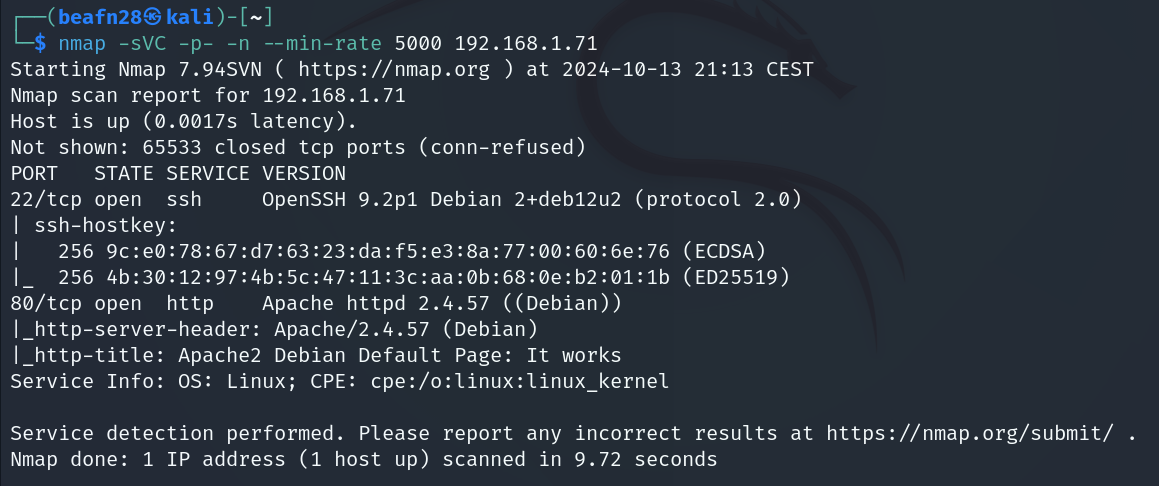 ┌──(beafn28㉿kali)-[~]
└─$ nmap -sVC -p- -n --min-rate 5000 192.168.1.71
Starting Nmap 7.94SVN ( https://nmap.org ) at 2024-10-13 21:13 CEST
Nmap scan report for 192.168.1.71
Host is up (0.0017s latency).
Not shown: 65533 closed tcp ports (conn-refused)
PORT   STATE SERVICE VERSION
22/tcp open  ssh     OpenSSH 9.2p1 Debian 2+deb12u2 (protocol 2.0)
| ssh-hostkey:
|   256 9c:e0:78:67:d7:63:23:da:f5:e3:8a:77:00:60:6e:76 (ECDSA)
|_  256 4b:30:12:97:4b:5c:47:11:3c:aa:0b:68:0e:b2:01:1b (ED25519)
80/tcp open  http    Apache httpd 2.4.57 ((Debian))
|_http-server-header: Apache/2.4.57 (Debian)
|_http-title: Apache2 Debian Default Page: It works
Service Info: OS: Linux; CPE: cpe:/o:linux:linux_kernel

Service detection performed. Please report any incorrect results at https://nmap.org/submit/ .
Nmap done: 1 IP address (1 host up) scanned in 9.72 seconds